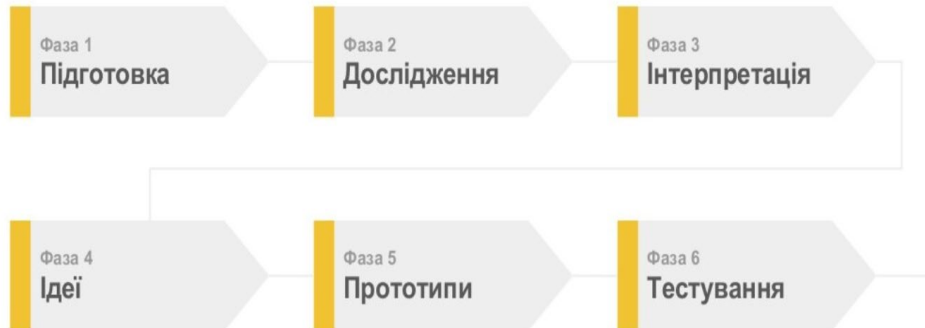 Фаза 1
Підготовка
Фаза 2
Дослідження
Фаза 3
Інтерпретація
Фаза 4
Ідеї
Фаза 5
Прототипи
Фаза 6
Тестування